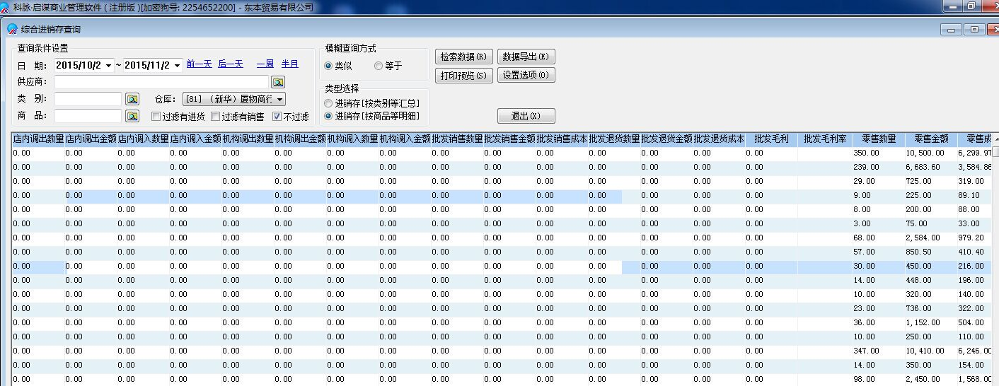 科脉·启谋商业管理软件 ( 注册版 )[加密狗号: 2254652200] - 东本贸易有限公司
综合进销存查询
查询条件设置
日 期: 2015/10/2 ~ 2015/11/2 前一天 后一天 一周 半月
供应商:
类 别: 仓库: [81] (新华) 厦物商行
商 品: 过滤有进货 过滤有销售 不过滤
模糊查询方式
类似 等于
类型选择
进销存[按类别等汇总]
进销存[按商品等明细]
检索数据(R) 数据导出(E)
打印预览(S) 设置选项(O)
退出(X)
店内调出数量 店内调出金额 店内调入数量 店内调入金额 机构调出数量 机构调出金额 机构调入数量 机构调入金额 批发销售数量 批发销售金额 批发销售成本 批发退货数量 批发退货金额 批发退货成本 批发毛利 批发毛利率 零售数量 零售金额 零售成
0.00 0.00 0.00 0.00 0.00 0.00 0.00 0.00 0.00 0.00 0.00 0.00 0.00 0.00 0.00 350.00 10,500.00 6,299.97
0.00 0.00 0.00 0.00 0.00 0.00 0.00 0.00 0.00 0.00 0.00 0.00 0.00 0.00 0.00 239.00 6,683.60 3,584.86
0.00 0.00 0.00 0.00 0.00 0.00 0.00 0.00 0.00 0.00 0.00 0.00 0.00 0.00 0.00 29.00 725.00 319.00
0.00 0.00 0.00 0.00 0.00 0.00 0.00 0.00 0.00 0.00 0.00 0.00 0.00 0.00 0.00 9.00 225.00 89.10
0.00 0.00 0.00 0.00 0.00 0.00 0.00 0.00 0.00 0.00 0.00 0.00 0.00 0.00 0.00 8.00 200.00 88.00
0.00 0.00 0.00 0.00 0.00 0.00 0.00 0.00 0.00 0.00 0.00 0.00 0.00 0.00 0.00 3.00 75.00 33.00
0.00 0.00 0.00 0.00 0.00 0.00 0.00 0.00 0.00 0.00 0.00 0.00 0.00 0.00 0.00 68.00 2,584.00 979.20
0.00 0.00 0.00 0.00 0.00 0.00 0.00 0.00 0.00 0.00 0.00 0.00 0.00 0.00 0.00 57.00 850.50 410.40
0.00 0.00 0.00 0.00 0.00 0.00 0.00 0.00 0.00 0.00 0.00 0.00 0.00 0.00 0.00 30.00 450.00 216.00
0.00 0.00 0.00 0.00 0.00 0.00 0.00 0.00 0.00 0.00 0.00 0.00 0.00 0.00 0.00 14.00 448.00 196.00
0.00 0.00 0.00 0.00 0.00 0.00 0.00 0.00 0.00 0.00 0.00 0.00 0.00 0.00 0.00 10.00 320.00 140.00
0.00 0.00 0.00 0.00 0.00 0.00 0.00 0.00 0.00 0.00 0.00 0.00 0.00 0.00 0.00 23.00 736.00 322.00
0.00 0.00 0.00 0.00 0.00 0.00 0.00 0.00 0.00 0.00 0.00 0.00 0.00 0.00 0.00 36.00 1,152.00 504.00
0.00 0.00 0.00 0.00 0.00 0.00 0.00 0.00 0.00 0.00 0.00 0.00 0.00 0.00 0.00 10.00 250.00 110.00
0.00 0.00 0.00 0.00 0.00 0.00 0.00 0.00 0.00 0.00 0.00 0.00 0.00 0.00 0.00 347.00 10,410.00 6,246.00
0.00 0.00 0.00 0.00 0.00 0.00 0.00 0.00 0.00 0.00 0.00 0.00 0.00 0.00 0.00 14.00 350.00 154.00
0.00 0.00 0.00 0.00 0.00 0.00 0.00 0.00 0.00 0.00 0.00 0.00 0.00 0.00 0.00 98.00 2,450.00 1,568.00